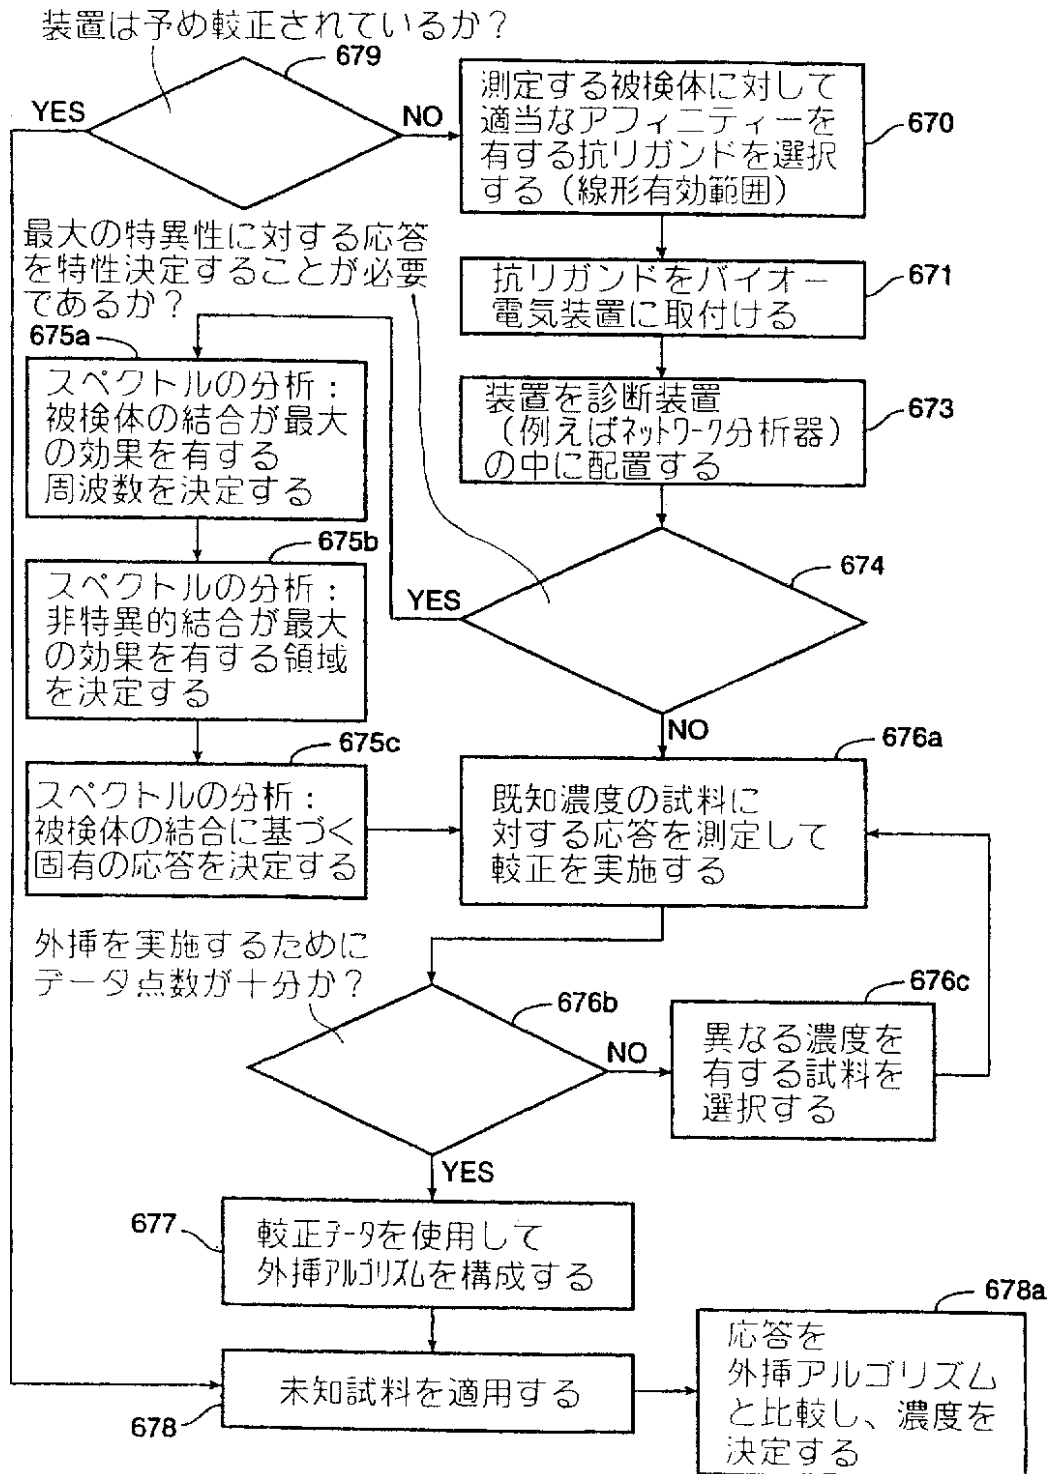 装置は予め較正されているか？
679
YES
NO
測定する被検体に対して
適当なアフィニティーを
有する抗リガンドを選択
する（線形有効範囲）
670
最大の特異性に対する応答
を特性決定することが必要
であるか？
抗リガンドをバイオー
電気装置に取付ける
671
675a
スペクトルの分析：
被検体の結合が最大
の効果を有する
周波数を決定する
装置を診断装置
（例えばﾈｯﾄﾜｰｸ分析器）
の中に配置する
673
675b
スペクトルの分析：
非特異的結合が最大
の効果を有する領域
を決定する
YES
674
NO
675c
スペクトルの分析：
被検体の結合に基づく
固有の応答を決定する
676a
既知濃度の試料に
対する応答を測定して
較正を実施する
外挿を実施するために
データ点数が十分か？
676b
NO
676c
異なる濃度を
有する試料を
選択する
YES
677
較正ﾃﾞｰﾀを使用して
外挿ｱﾙｺﾞﾘｽﾞﾑを構成する
678
未知試料を適用する
678a
応答を
外挿アルゴリズム
と比較し、濃度を
決定する